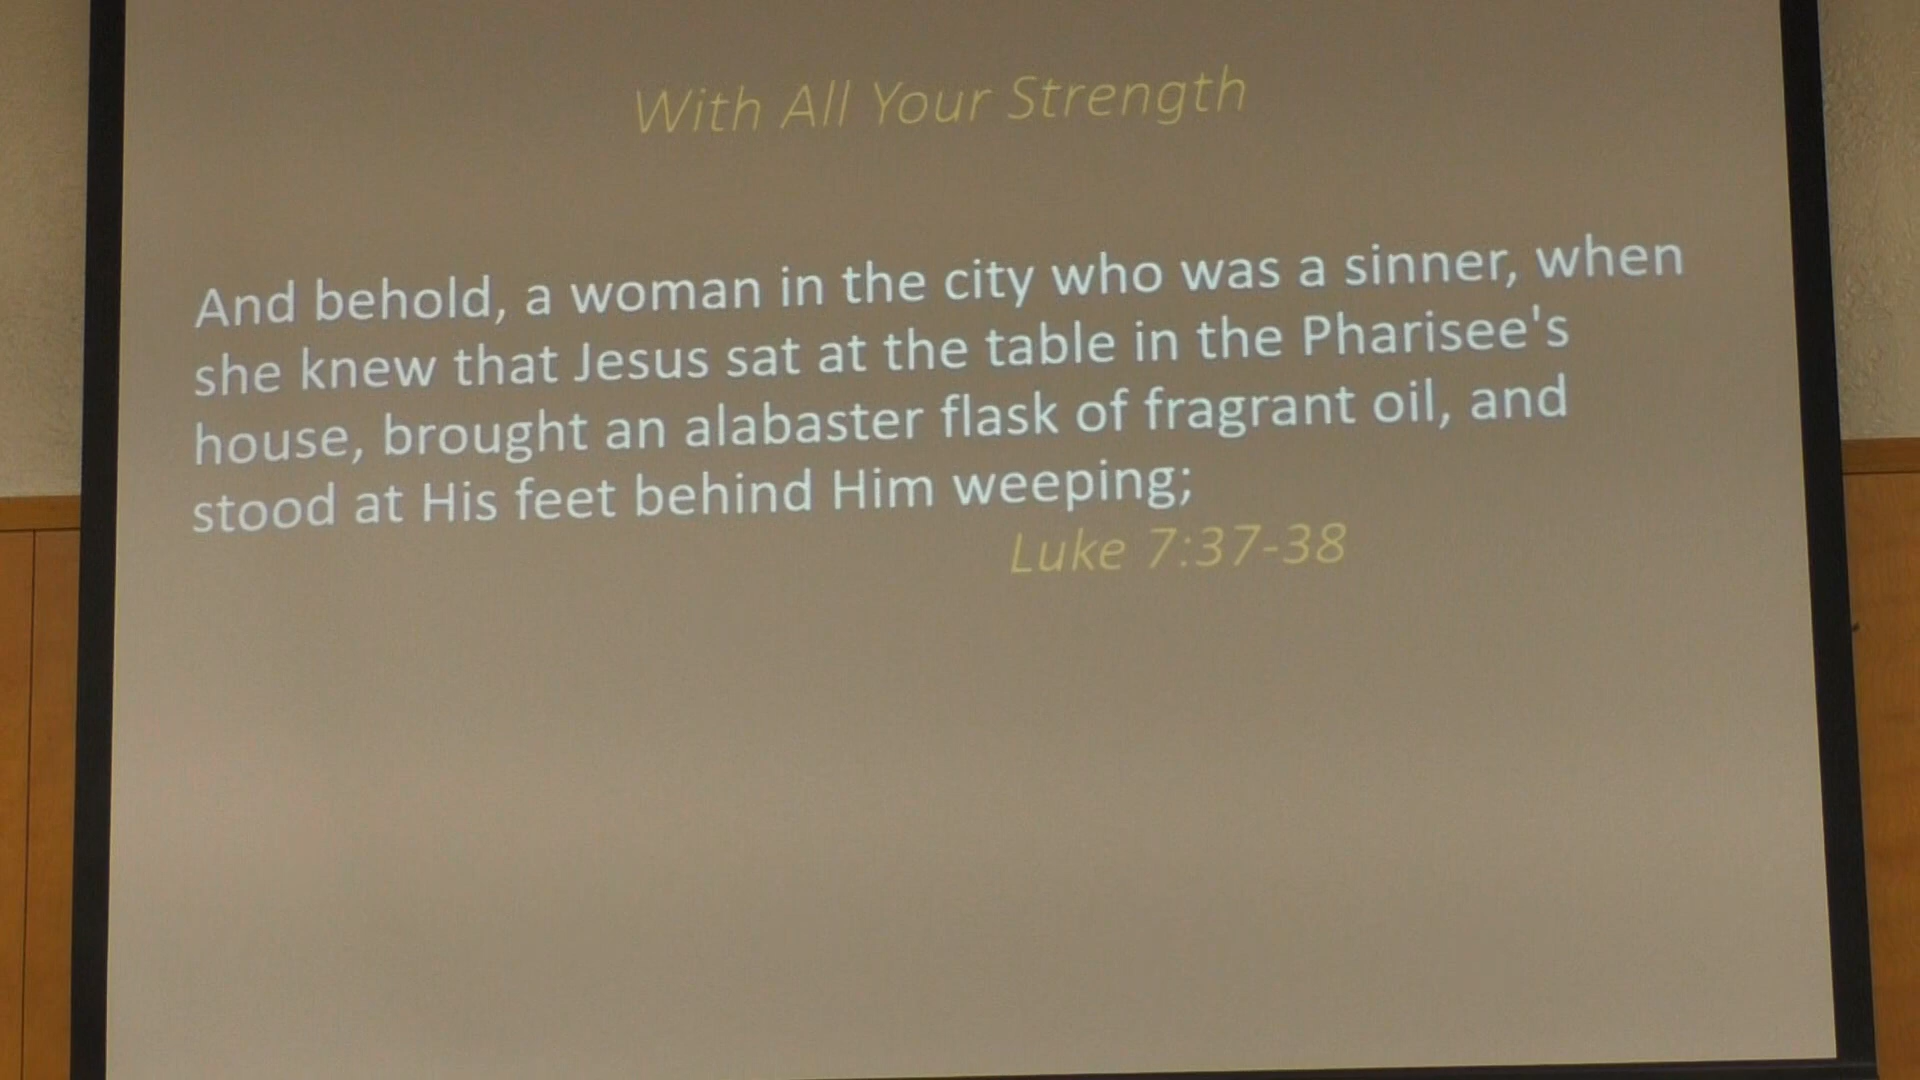 With All Your Strength
And behold, a woman in the city who was a sinner, when
she knew that Jesus sat at the table in the Pharisee's
house, brought an alabaster flask of fragrant oil, and
stood at His feet behind Him weeping;
Luke 7:37-38